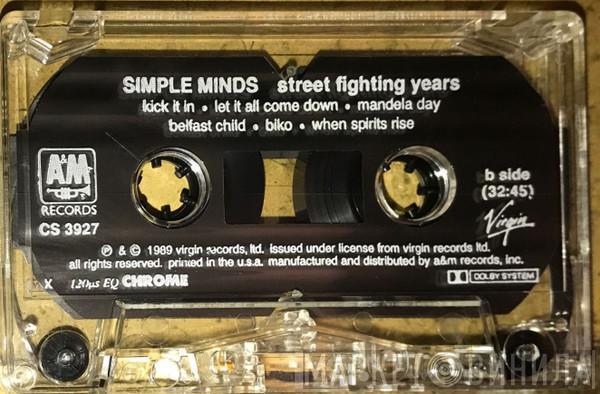 SIMPLE MINDS street fighting years
kick it in • let it all come down • mandela day
belfast child • biko • when spirits rise
A&M
RECORDS
CS 3927
b side
(32:45)
Virgin
℗ & © 1989 virgin records, ltd. issued under license from virgin records ltd.
all rights reserved. printed in the u.s.a. manufactured and distributed by a&m records, inc.
X 120µs EQ CHROME
DOLBY SYSTEM
МАРКЕТ ВИНИЛА